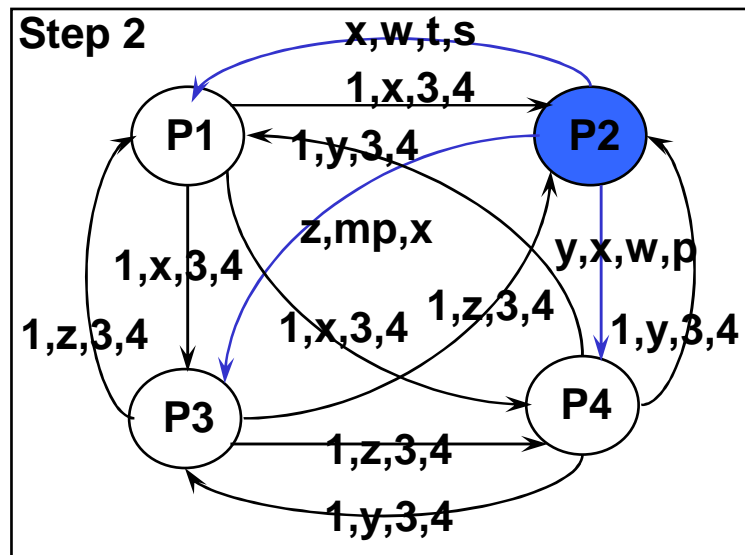 Step 2
x,w,t,s
1,x,3,4
P1
P2
1,y,3,4
z,mp,x
y,x,w,p
1,x,3,4
1,z,3,4
1,z,3,4
1,x,3,4
1,y,3,4
P3
P4
1,z,3,4
1,y,3,4